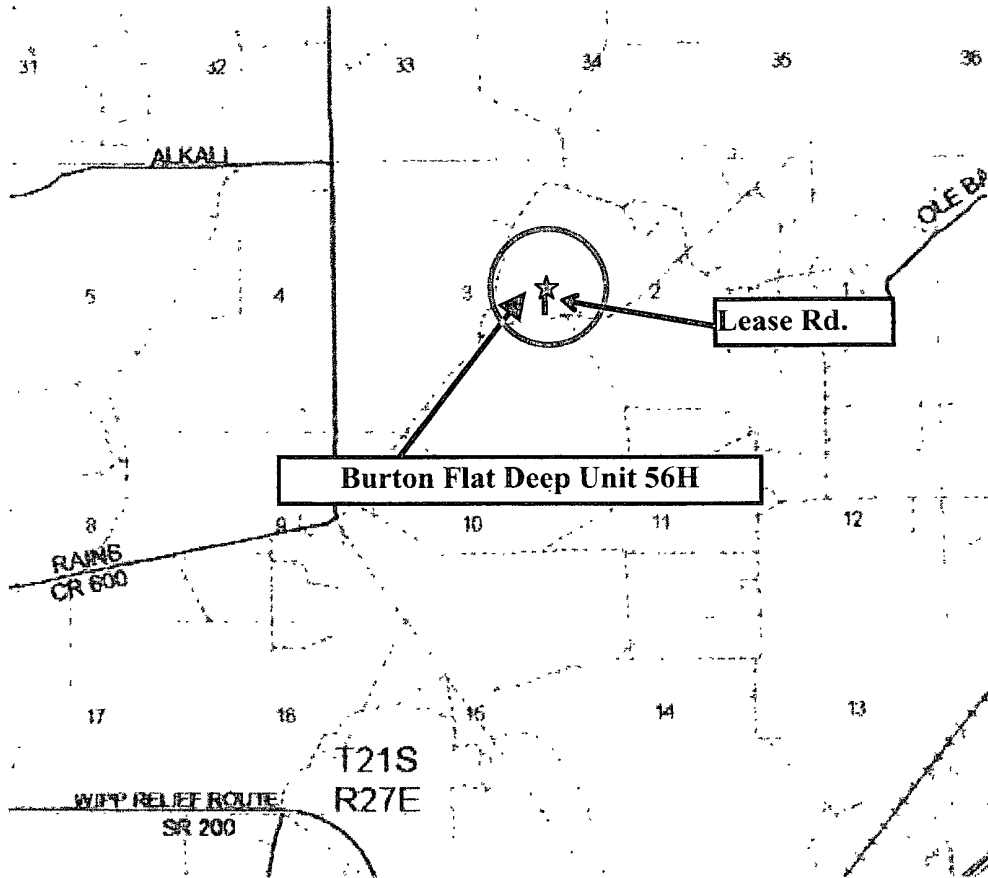 31 32 33 34 35 36
ALKALI
OLE BA
5 4 3 2 1
Lease Rd.
Burton Flat Deep Unit 56H
8 9 10 11 12
RAINS
CR 600
17 16 15 14 13
T21S
R27E
WIPP RELIEF ROUTE
SR 200